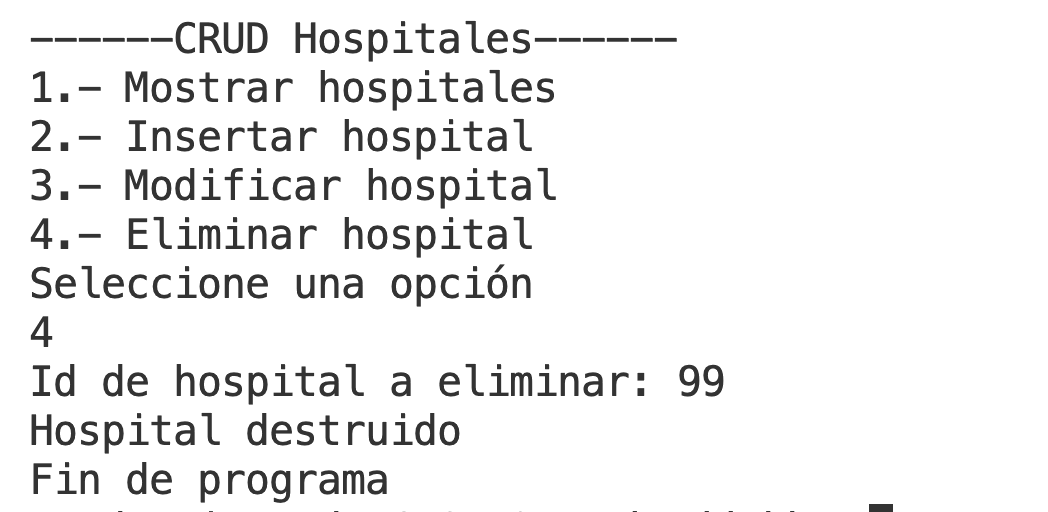 ------CRUD Hospitales------
1.- Mostrar hospitales
2.- Insertar hospital
3.- Modificar hospital
4.- Eliminar hospital
Seleccione una opción
4
Id de hospital a eliminar: 99
Hospital destruido
Fin de programa